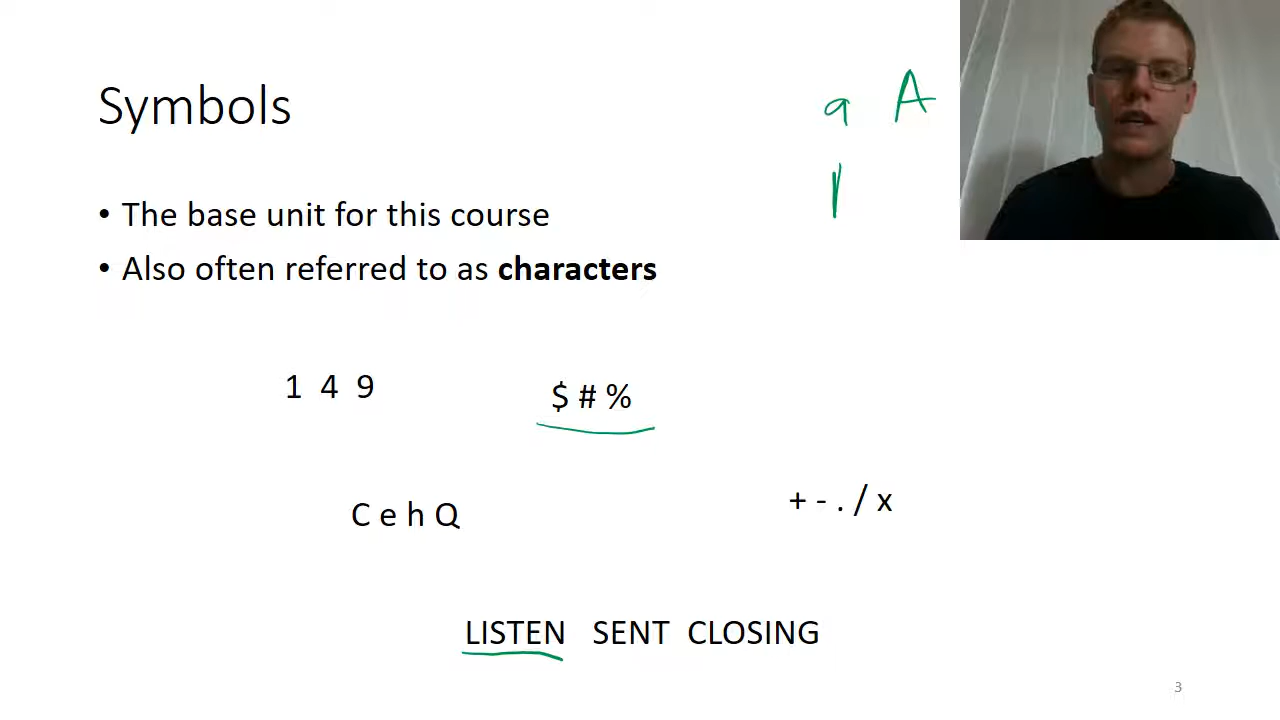 Symbols
a A
• The base unit for this course
• Also often referred to as characters
1 4 9
$ # %
C e h Q
+ - . / x
LISTEN SENT CLOSING
3